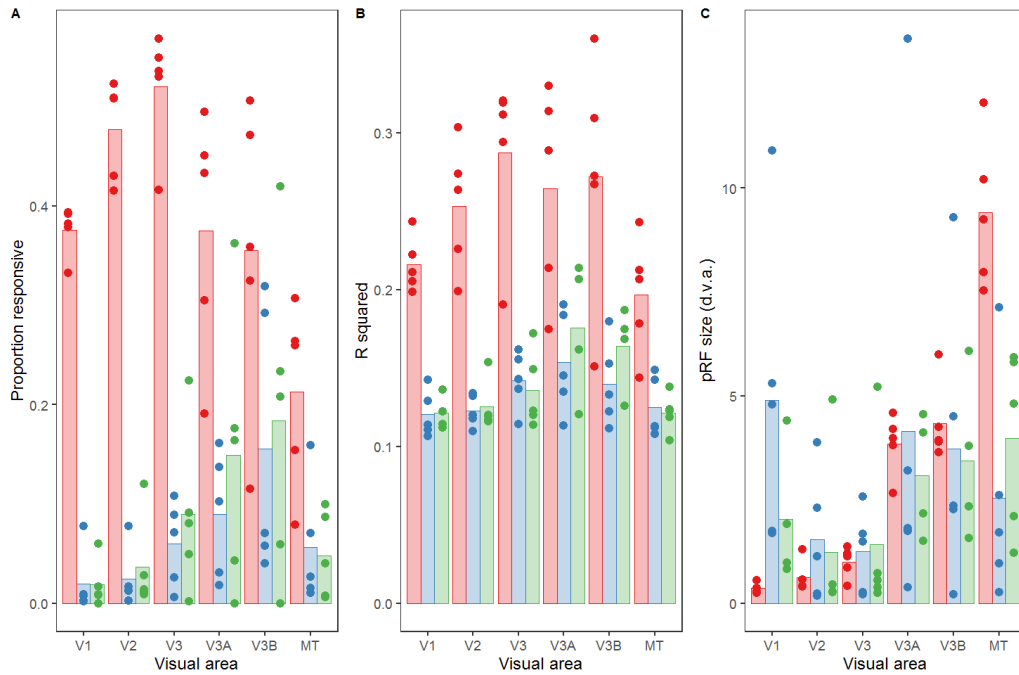 A
B
C
Proportion responsive
0.4
0.2
0.0
V1 V2 V3 V3A V3B MT
Visual area
R squared
0.3
0.2
0.1
0.0
V1 V2 V3 V3A V3B MT
Visual area
pRF size (d.v.a.)
10
5
0
V1 V2 V3 V3A V3B MT
Visual area